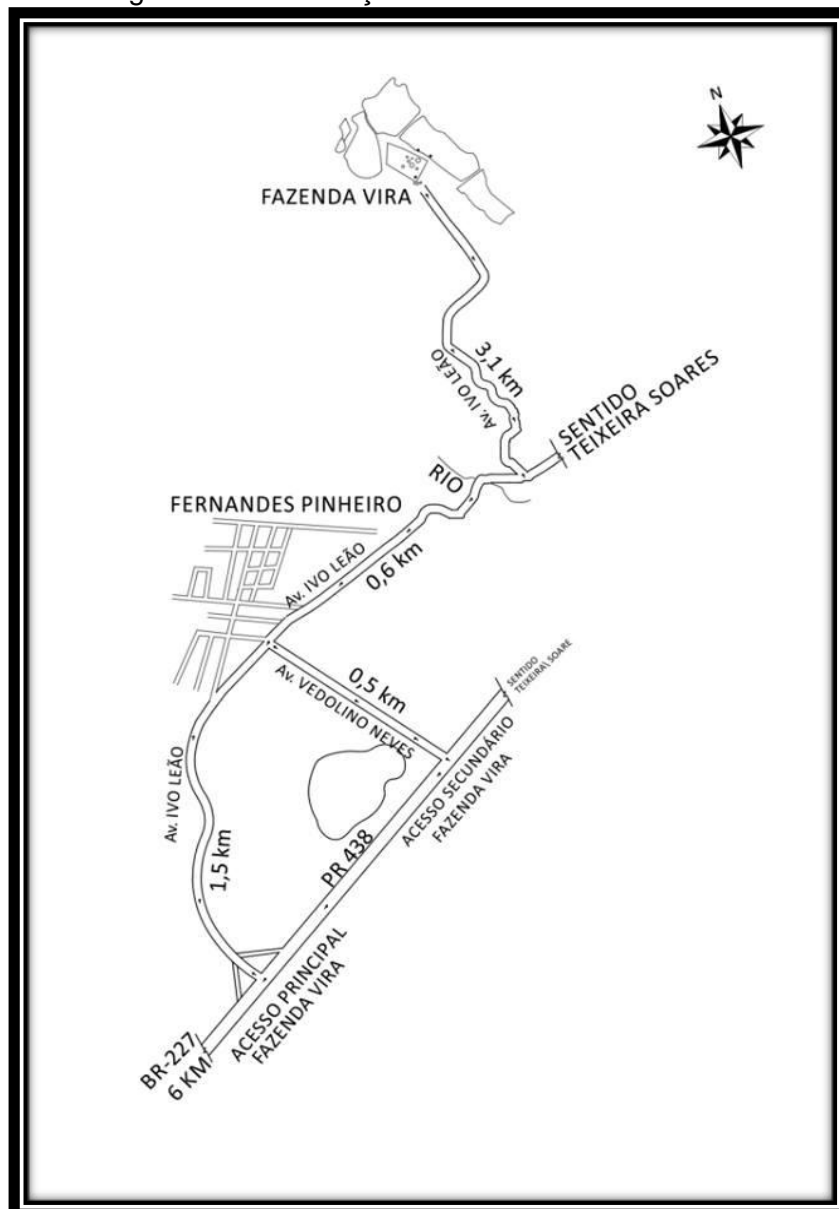 N
FAZENDA VIRA
3,1 km
AV. IVO LEÃO
SENTIDO
TEIXEIRA SOARES
RIO
FERNANDES PINHEIRO
Av. IVO LEÃO
0,6 km
0,5 km
Av. VEDOLINO NEVES
SENTIDO
TEIXEIRA\ SOARE
ACESSO SECUNDÁRIO
FAZENDA VIRA
Av. IVO LEÃO
1,5 km
PR 438
ACESSO PRINCIPAL
FAZENDA VIRA
BR-227
6 KM